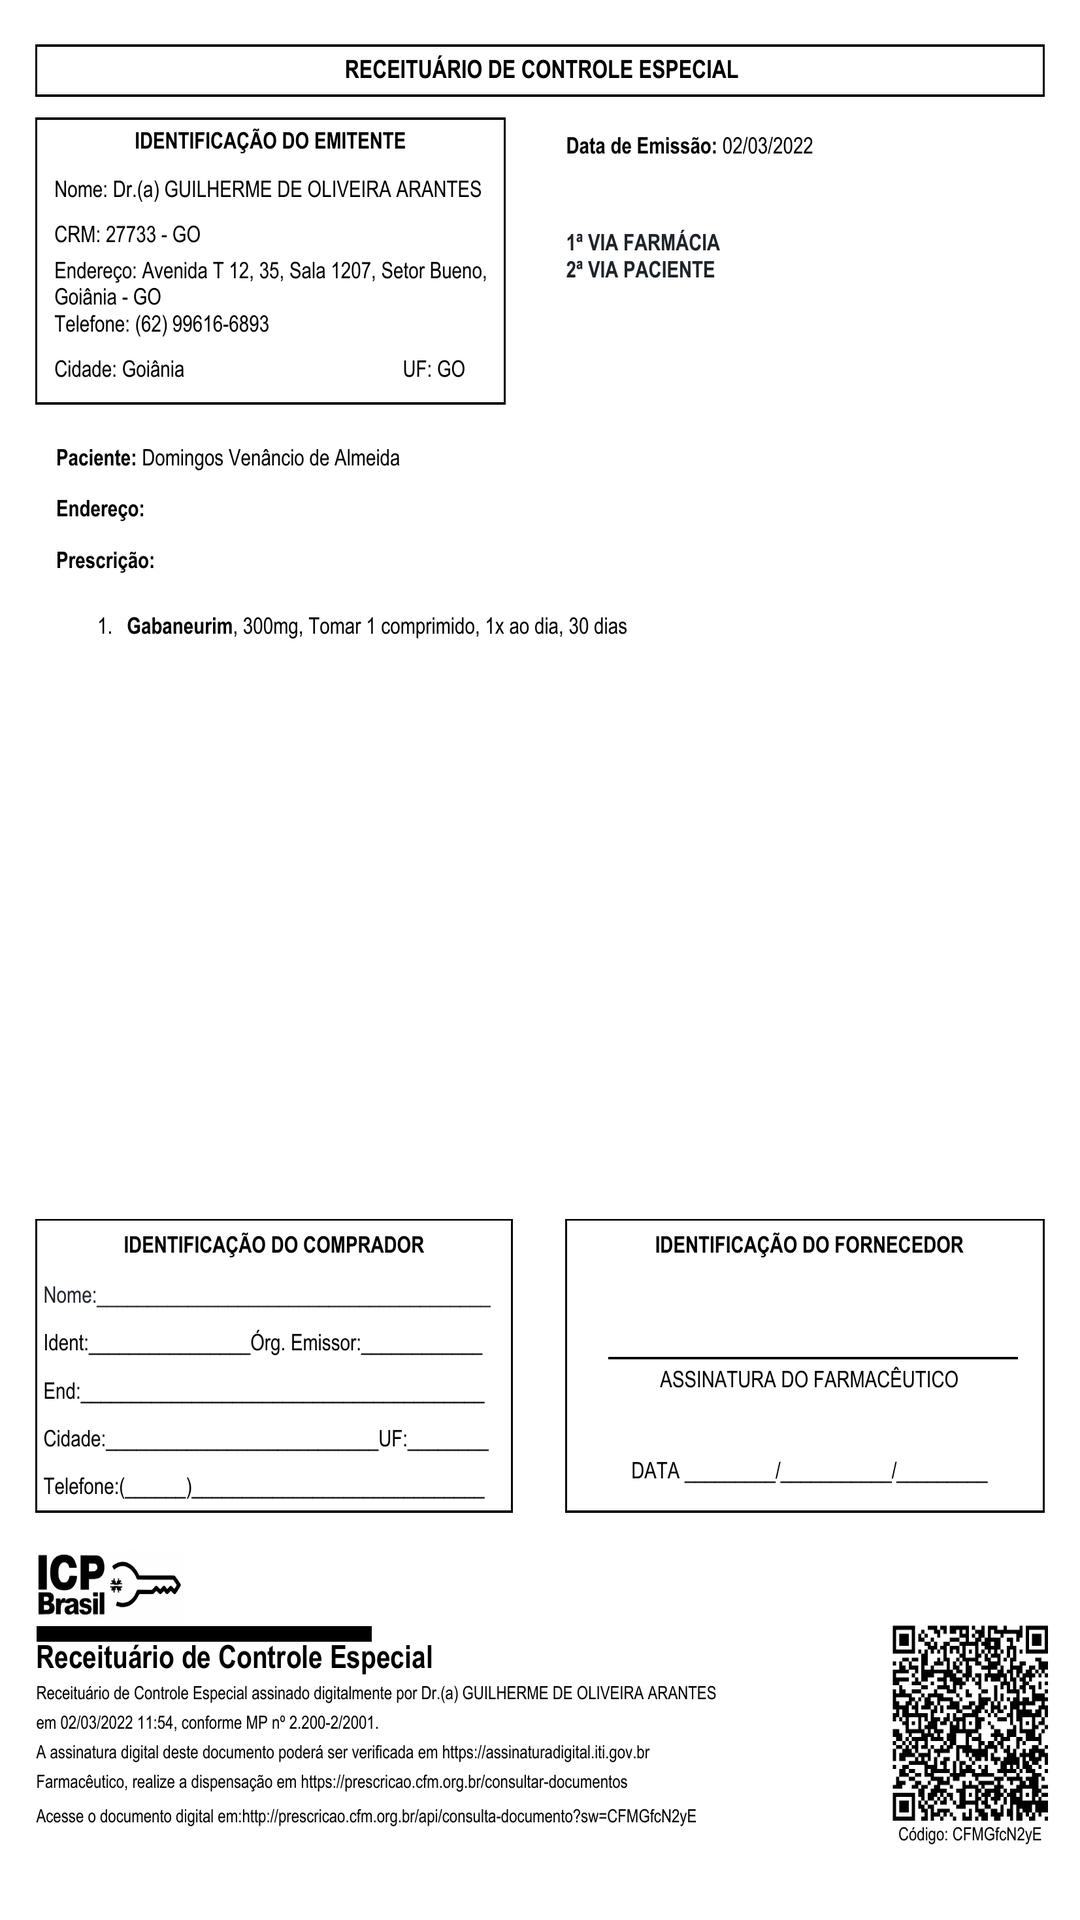 RECEITUÁRIO DE CONTROLE ESPECIAL
IDENTIFICAÇÃO DO EMITENTE
Nome: Dr.(a) GUILHERME DE OLIVEIRA ARANTES
CRM: 27733 - GO
Endereço: Avenida T 12, 35, Sala 1207, Setor Bueno,
Goiânia - GO
Telefone: (62) 99616-6893
Cidade: Goiânia UF: GO
Data de Emissão: 02/03/2022
1ª VIA FARMÁCIA
2ª VIA PACIENTE
Paciente: Domingos Venâncio de Almeida
Endereço:
Prescrição:
1. Gabaneurim, 300mg, Tomar 1 comprimido, 1x ao dia, 30 dias
IDENTIFICAÇÃO DO COMPRADOR
Nome:_______________________________________
Ident:________________Órg. Emissor:____________
End:________________________________________
Cidade:___________________________UF:________
Telefone:(______)_____________________________
IDENTIFICAÇÃO DO FORNECEDOR
ASSINATURA DO FARMACÊUTICO
DATA _________/___________/_________
ICP
Brasil
Receituário de Controle Especial
Receituário de Controle Especial assinado digitalmente por Dr.(a) GUILHERME DE OLIVEIRA ARANTES
em 02/03/2022 11:54, conforme MP nº 2.200-2/2001.
A assinatura digital deste documento poderá ser verificada em https://assinaturadigital.iti.gov.br
Farmacêutico, realize a dispensação em https://prescricao.cfm.org.br/consultar-documentos
Acesse o documento digital em:http://prescricao.cfm.org.br/api/consulta-documento?sw=CFMGfcN2yE
Código: CFMGfcN2yE